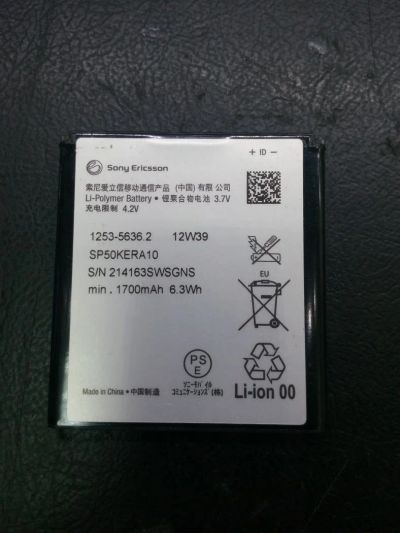 + ID −
Sony Ericsson
索尼爱立信移动通信产品 (中国) 有限 公司
Li-Polymer Battery • 锂聚合物电池 3.7V
充电限制 4.2V
1253-5636.2 12W39
SP50KERA10
S/N 214163SWSGNS
min. 1700mAh 6.3Wh
EU
PS
E
ソニーモバイル
コミュニケーションズ (株)
Made in China • 中国制造
Li-ion 00